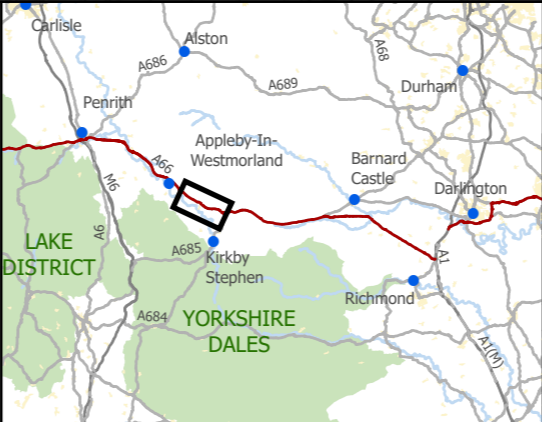 Carlisle
Alston
A686
A68
A689
Durham
Penrith
Appleby-In-
Westmorland
A66
Barnard
Castle
Darlington
M6
A6
LAKE
DISTRICT
A685
Kirkby
Stephen
A1
Richmond
A684
YORKSHIRE
DALES
A1(M)